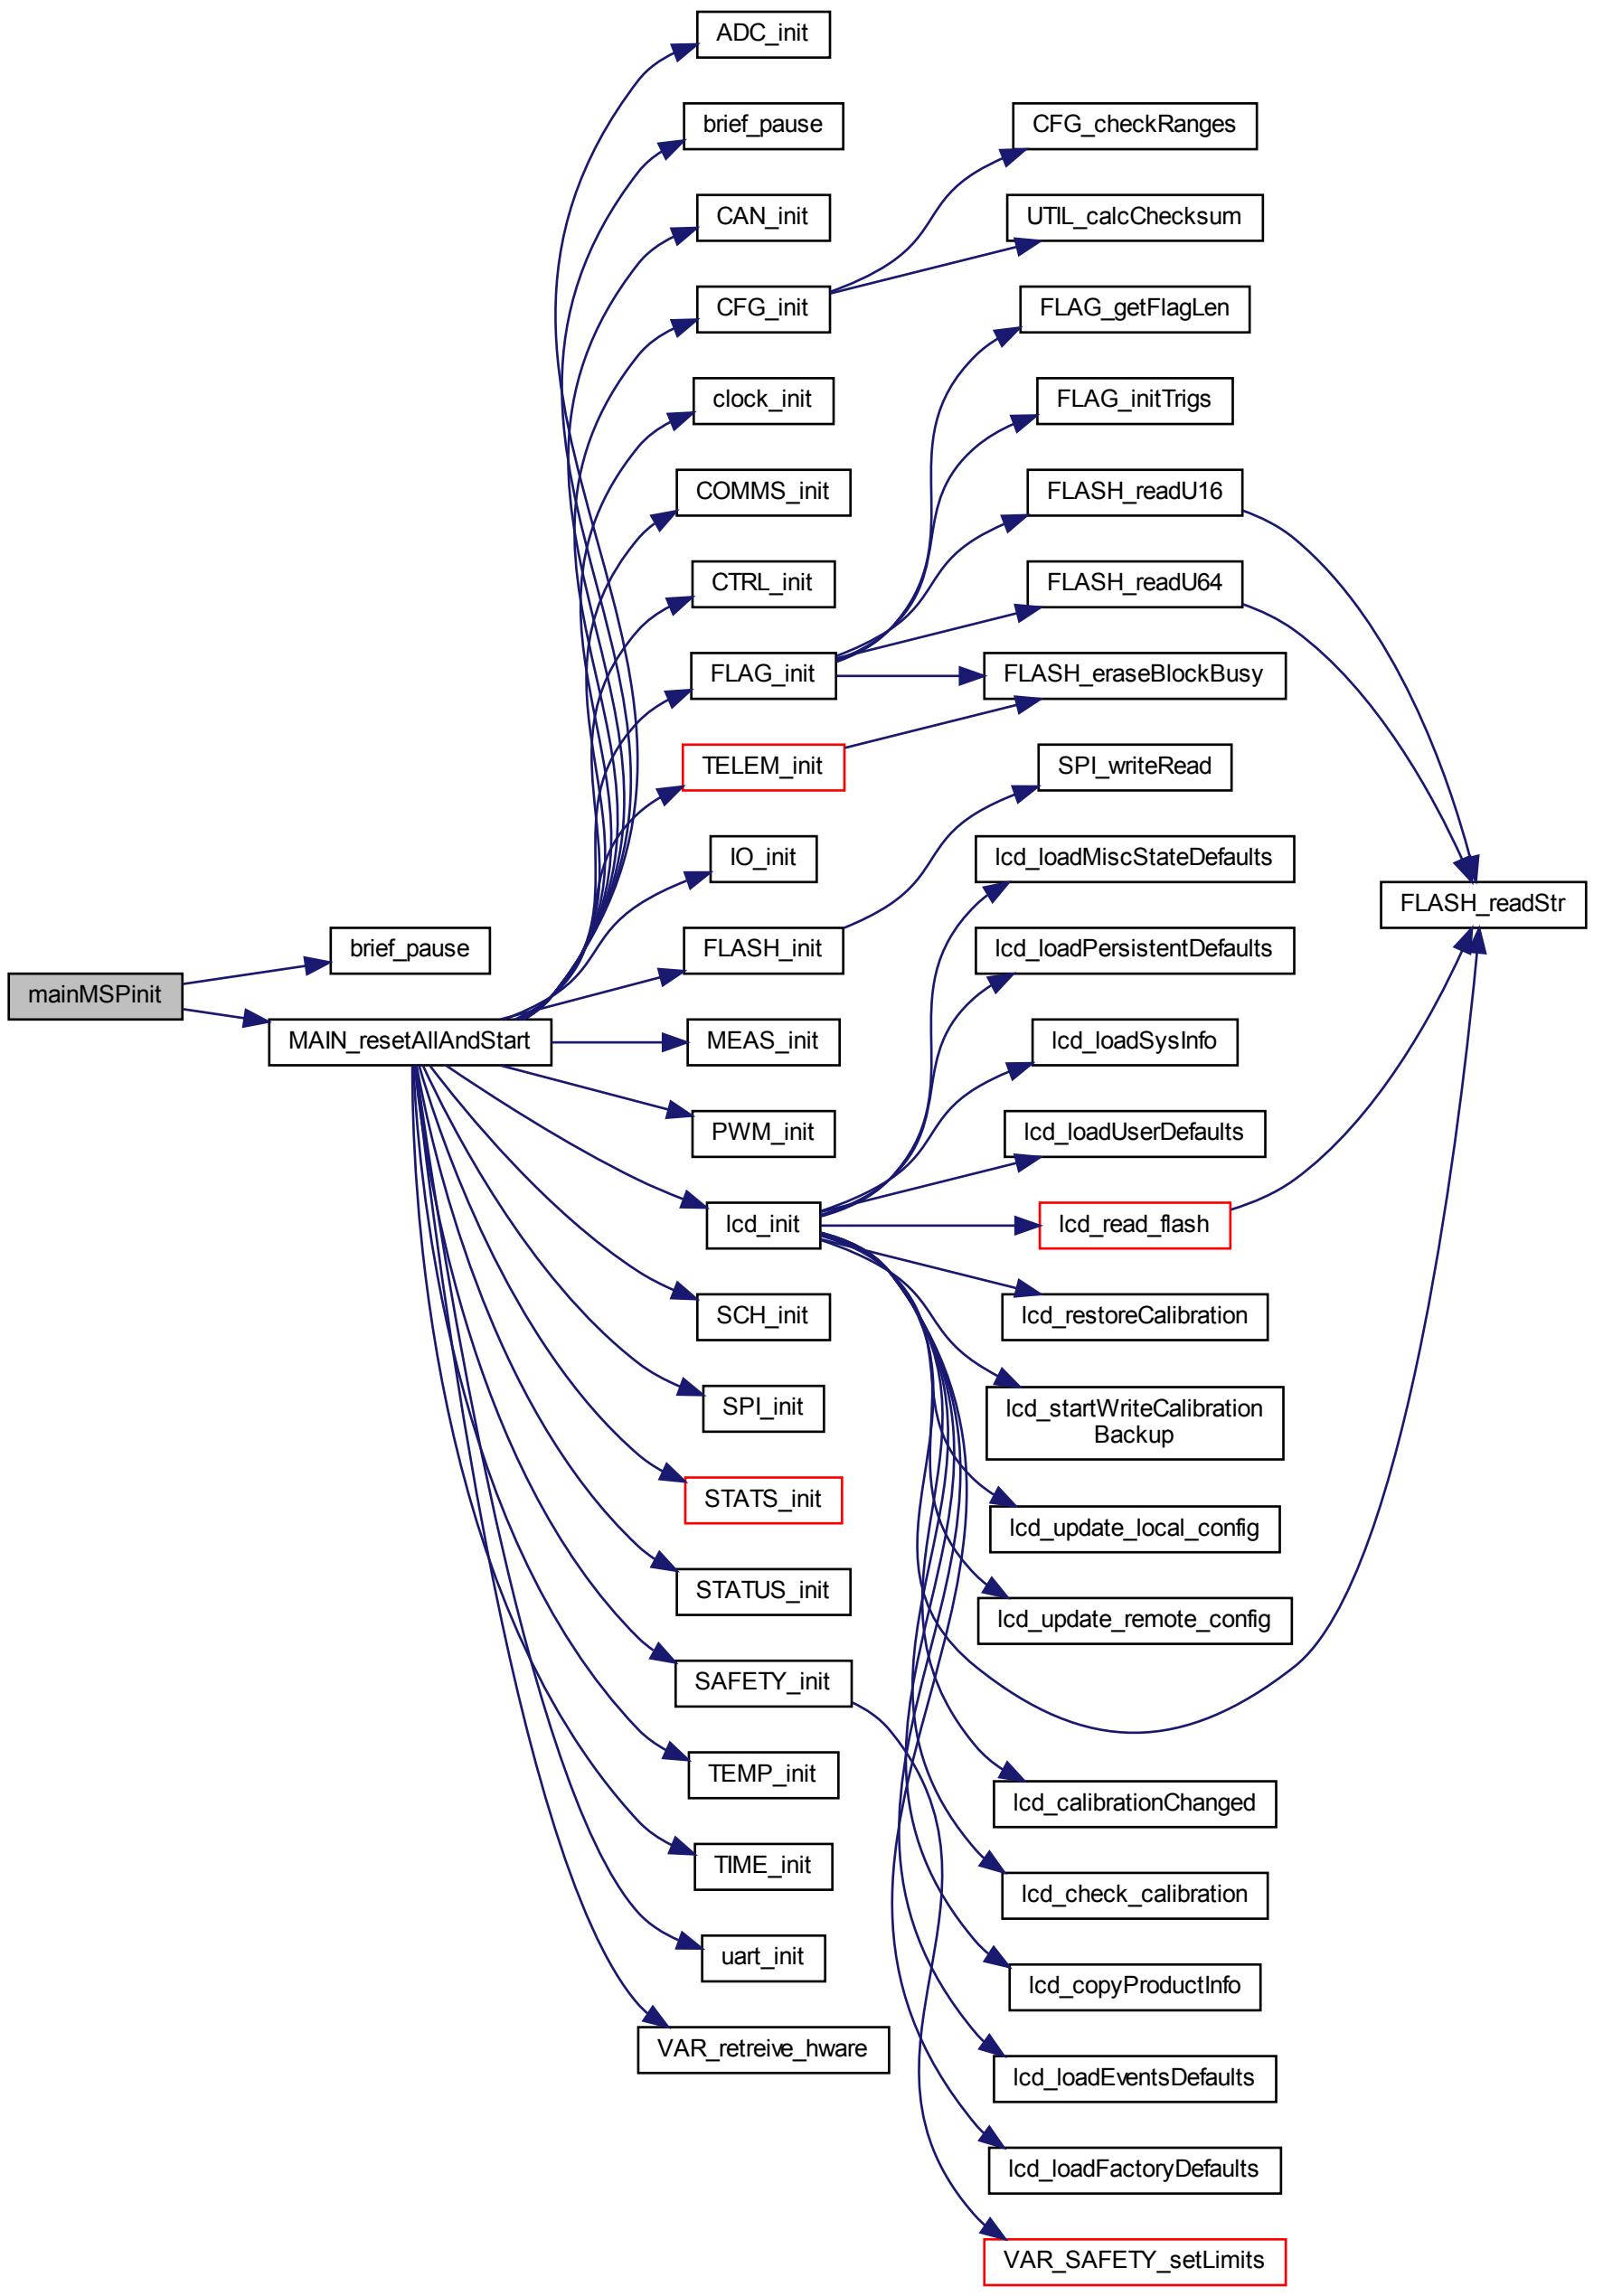 ADC_init
brief_pause
CFG_checkRanges
CAN_init
UTIL_calcChecksum
CFG_init
FLAG_getFlagLen
clock_init
FLAG_initTrigs
COMMS_init
FLASH_readU16
CTRL_init
FLASH_readU64
FLAG_init
FLASH_eraseBlockBusy
TELEM_init
SPI_writeRead
IO_init
lcd_loadMiscStateDefaults
FLASH_readStr
brief_pause
FLASH_init
lcd_loadPersistentDefaults
mainMSPinit
MAIN_resetAllAndStart
MEAS_init
lcd_loadSysInfo
PWM_init
lcd_loadUserDefaults
lcd_init
lcd_read_flash
SCH_init
lcd_restoreCalibration
SPI_init
lcd_startWriteCalibration
Backup
STATS_init
lcd_update_local_config
STATUS_init
lcd_update_remote_config
SAFETY_init
TEMP_init
lcd_calibrationChanged
TIME_init
lcd_check_calibration
uart_init
lcd_copyProductInfo
VAR_retreive_hware
lcd_loadEventsDefaults
lcd_loadFactoryDefaults
VAR_SAFETY_setLimits